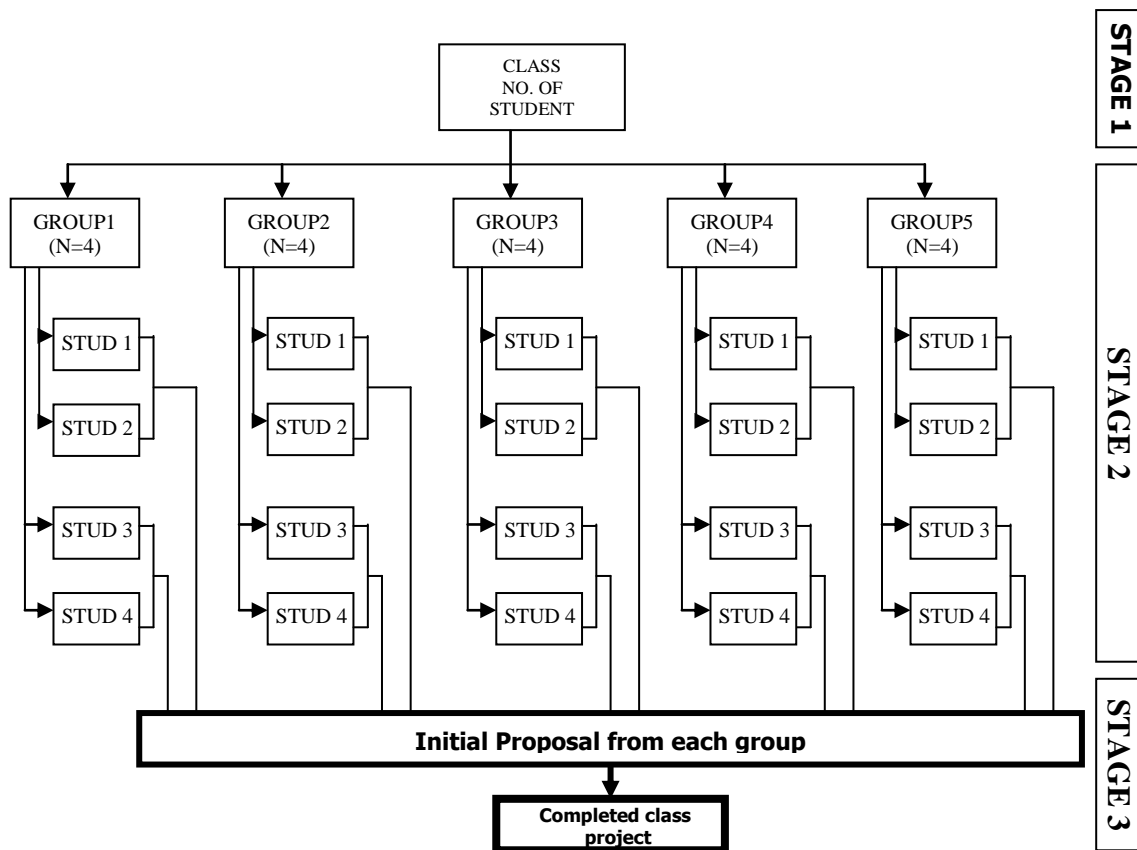 CLASS
NO. OF
STUDENT
STAGE 1
GROUP1
(N=4)
GROUP2
(N=4)
GROUP3
(N=4)
GROUP4
(N=4)
GROUP5
(N=4)
STUD 1
STUD 1
STUD 1
STUD 1
STUD 1
STUD 2
STUD 2
STUD 2
STUD 2
STUD 2
STAGE 2
STUD 3
STUD 3
STUD 3
STUD 3
STUD 3
STUD 4
STUD 4
STUD 4
STUD 4
STUD 4
Initial Proposal from each group
STAGE 3
Completed class
project